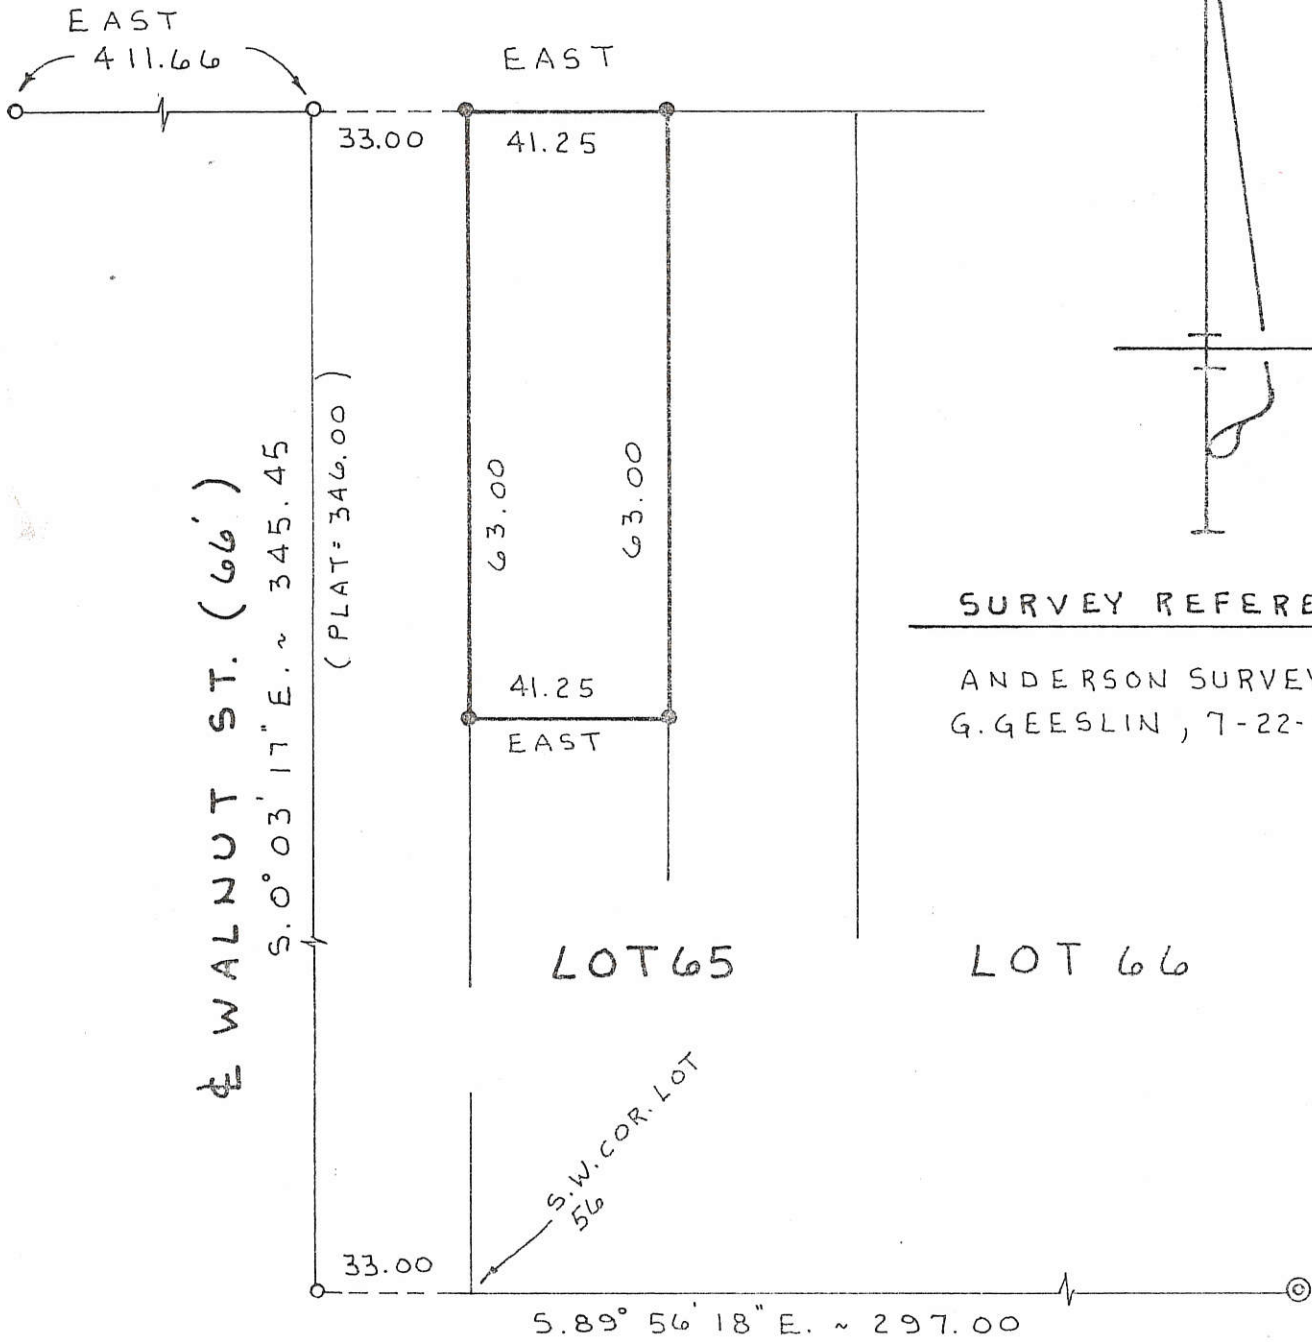 EAST
411.66
EAST
33.00
41.25
℄ WALNUT ST. (66')
S.0° 03' 17" E. ~ 345.45
(PLAT = 346.00)
63.00
63.00
41.25
EAST
SURVEY
ANDERSON
G. GEESLIN, 7-22-
LOT 65
LOT 66
S.W. COR. LOT
56
33.00
S.89° 56' 18" E. ~ 297.00